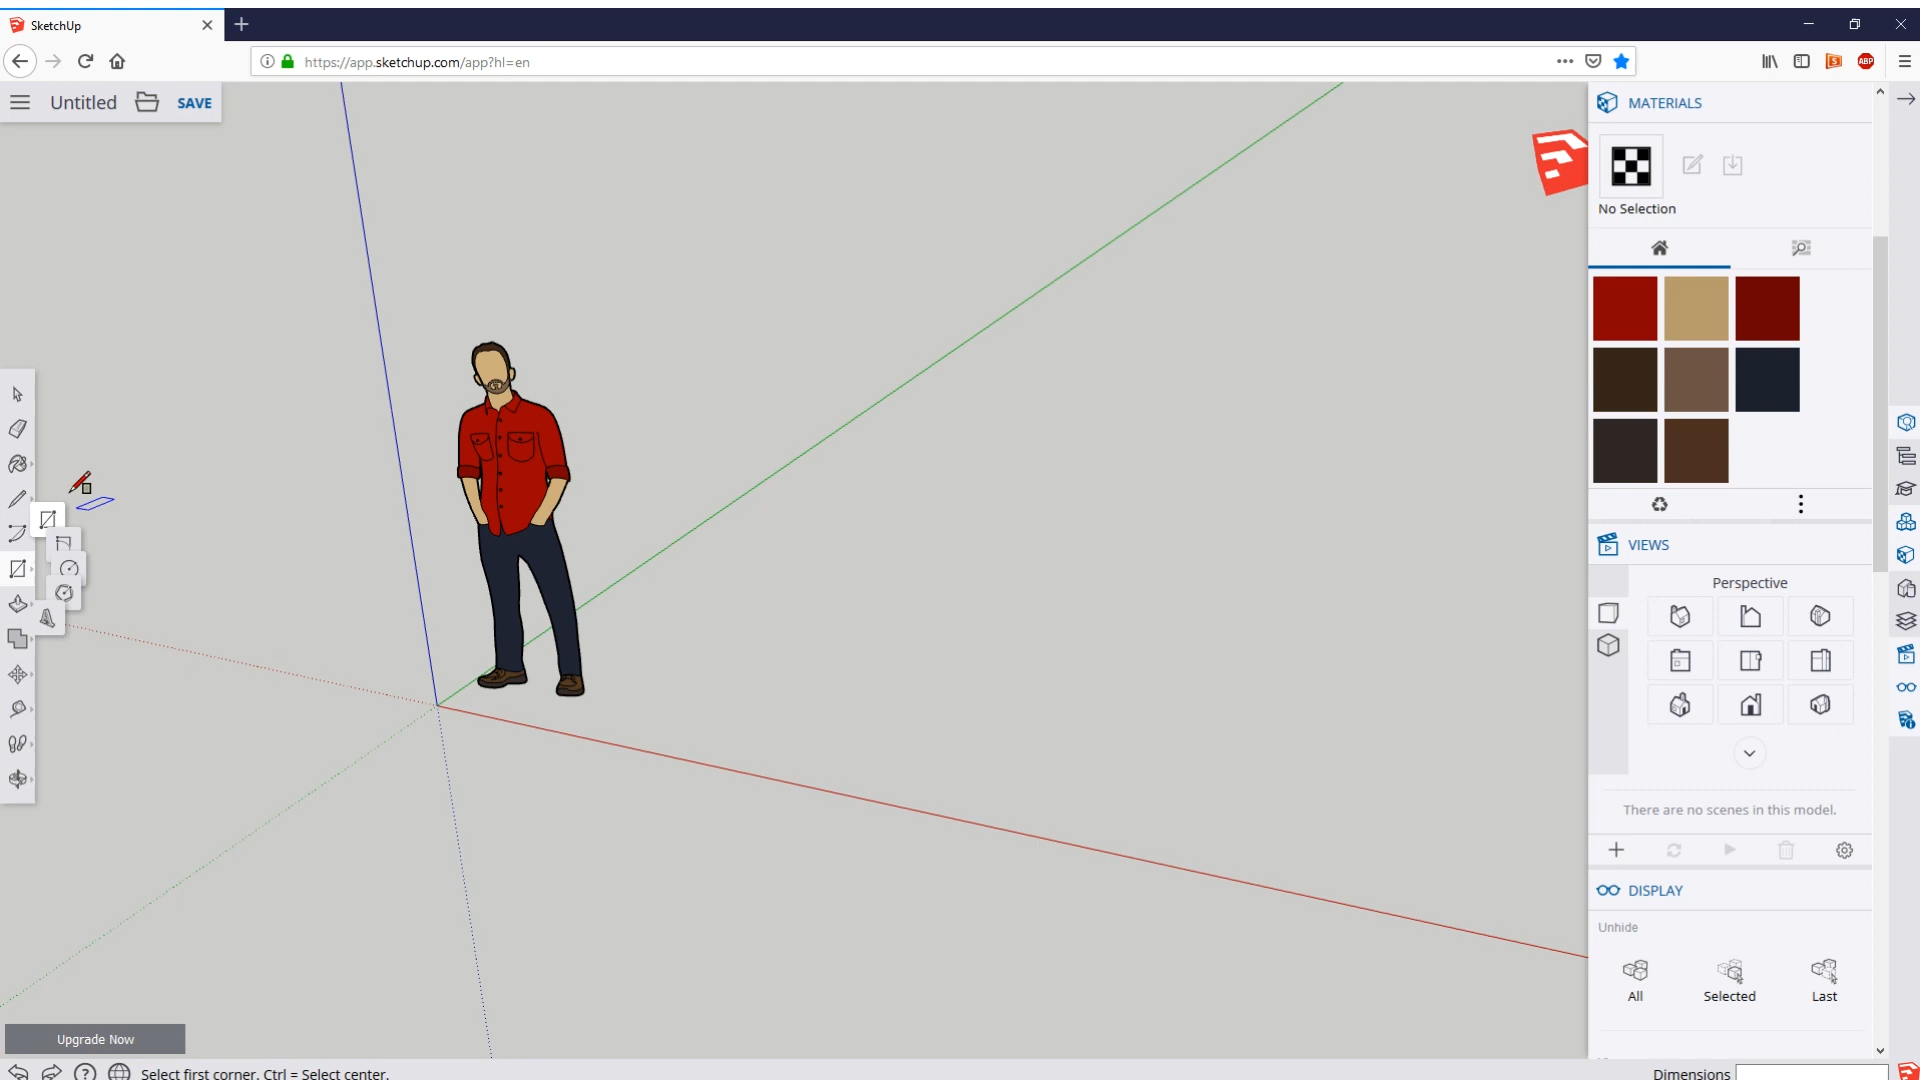 SketchUp
https://app.sketchup.com/app?hl=en
ABP
Untitled
SAVE
MATERIALS
No Selection
VIEWS
Perspective
There are no scenes in this model.
DISPLAY
Unhide
All
Selected
Last
Upgrade Now
Select first corner. Ctrl = Select center.
Dimensions